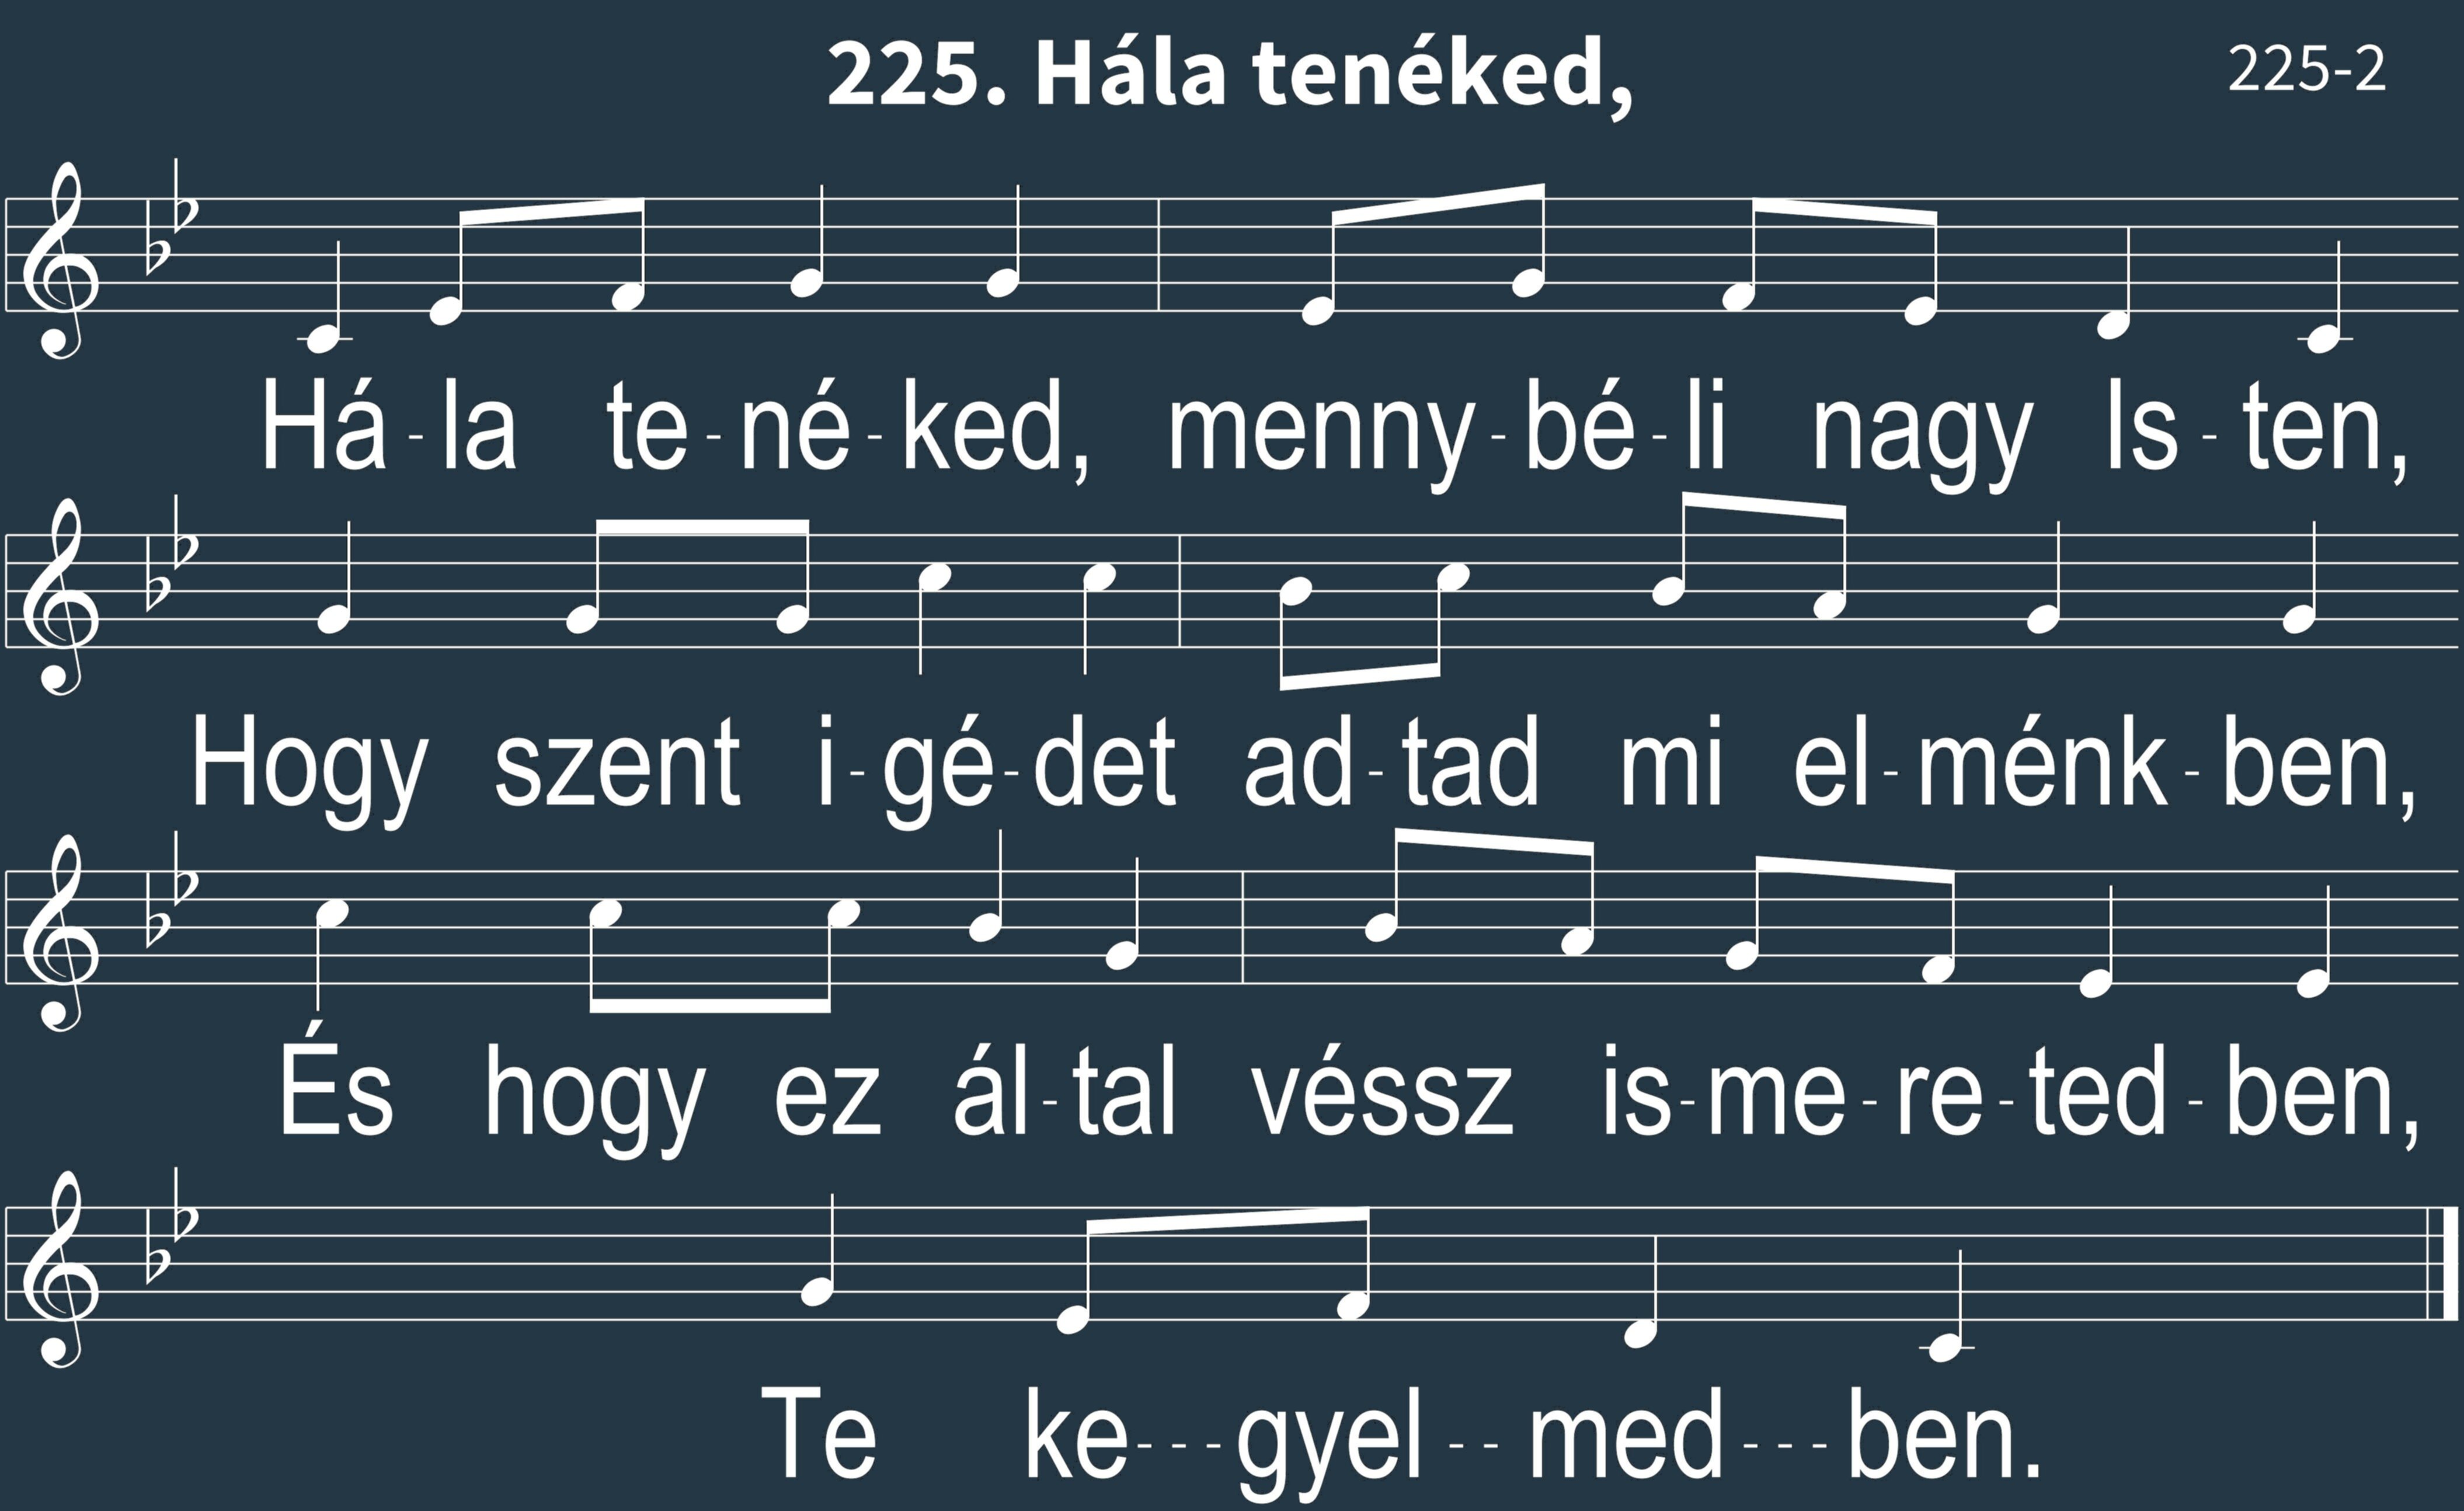 225. Hála tenéked,
225-2
Há-la te-né-ked, menny-bé-li nagy Is-ten,
Hogy szent i-gé-det ad-tad mi el-ménk-ben,
És hogy ez ál-tal véssz is-me-re-ted-ben,
Te ke---gyel--med---ben.